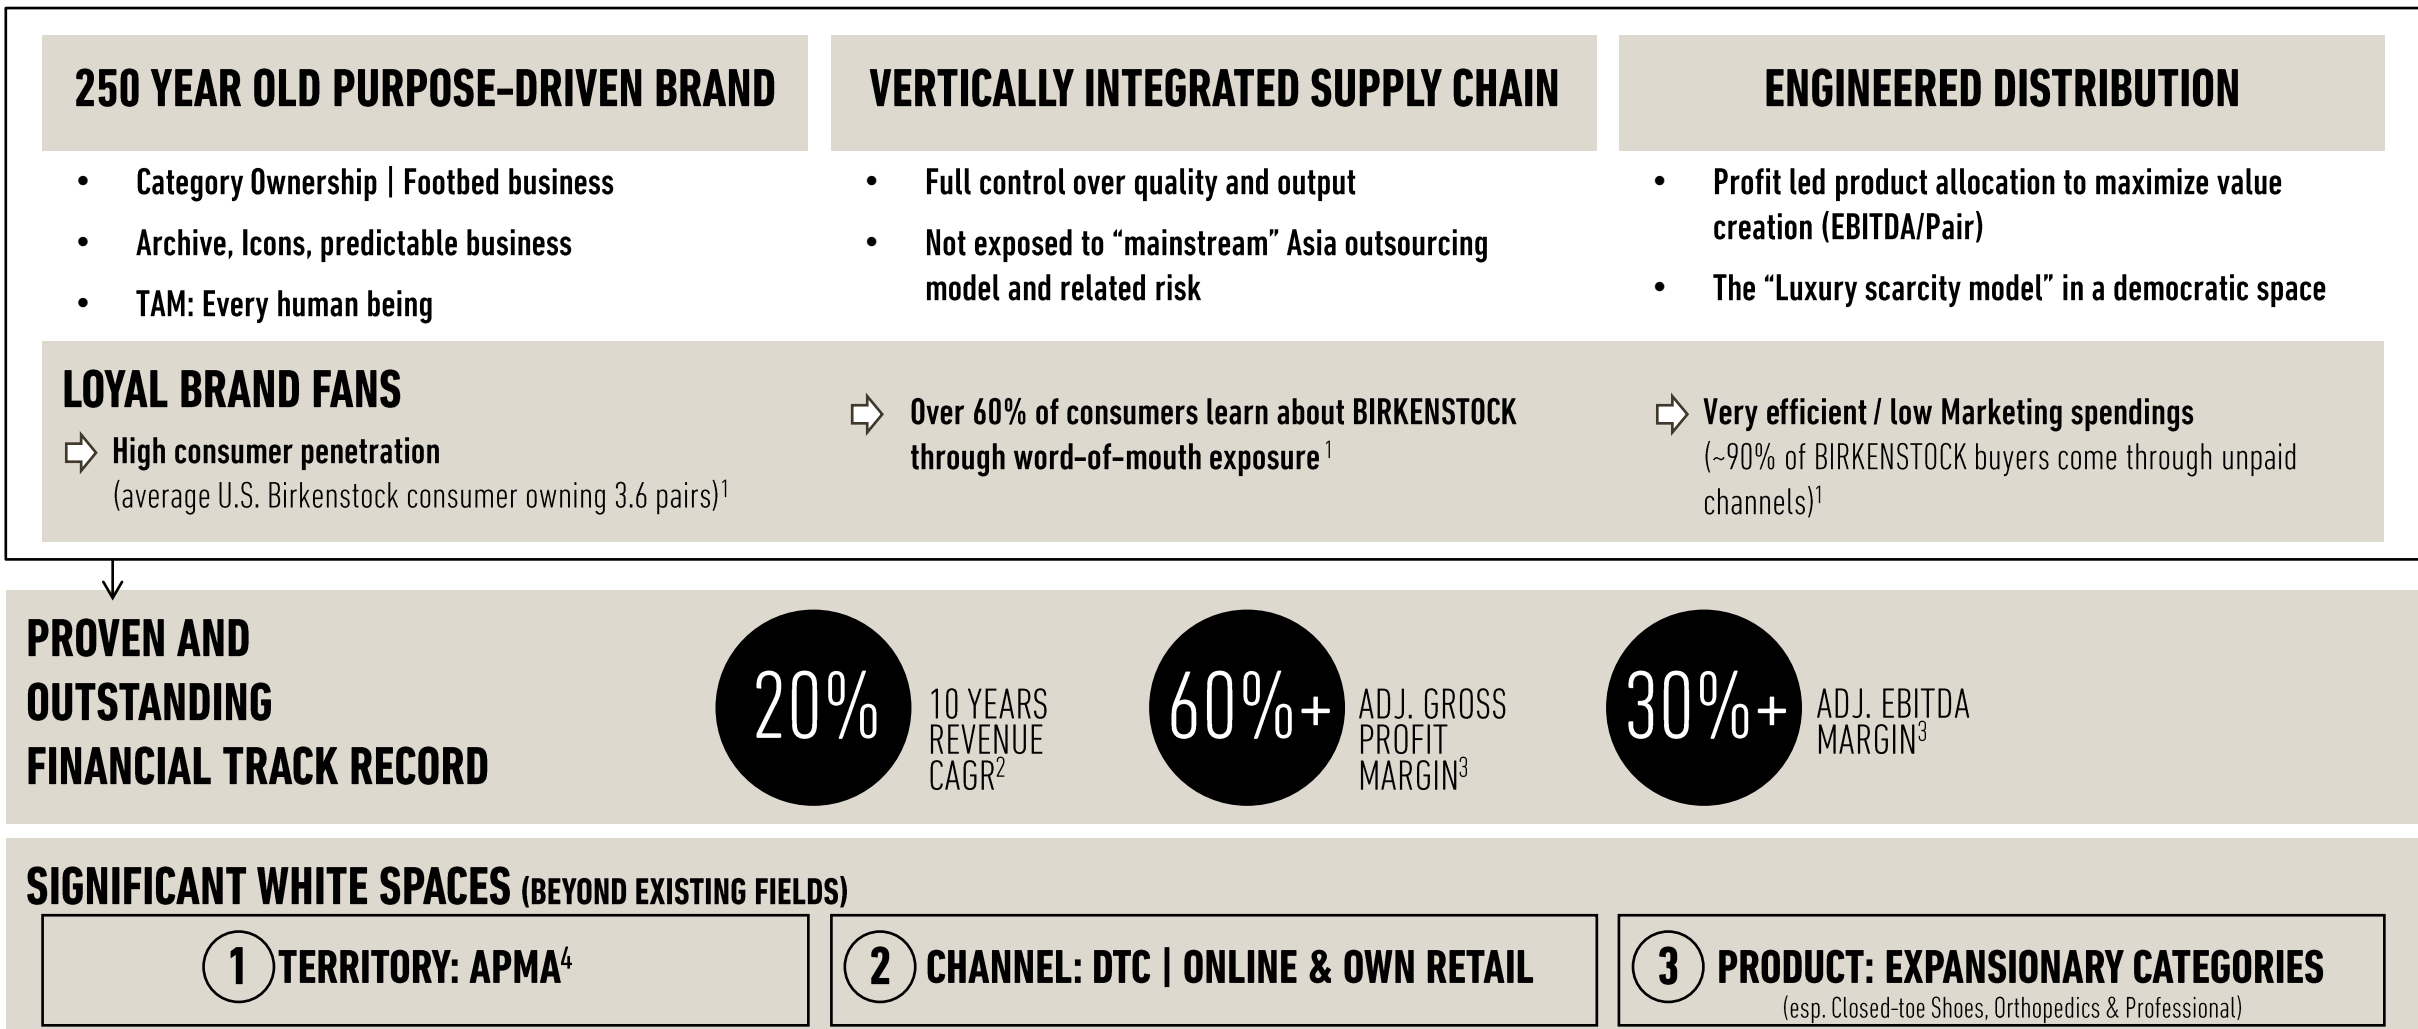 250 YEAR OLD PURPOSE-DRIVEN BRAND
• Category Ownership | Footbed business
• Archive, Icons, predictable business
• TAM: Every human being
VERTICALLY INTEGRATED SUPPLY CHAIN
• Full control over quality and output
• Not exposed to “mainstream” Asia outsourcing
model and related risk
ENGINEERED DISTRIBUTION
• Profit led product allocation to maximize value
creation (EBITDA/Pair)
• The “Luxury scarcity model” in a democratic space
LOYAL BRAND FANS
High consumer penetration
(average U.S. Birkenstock consumer owning 3.6 pairs)¹
Over 60% of consumers learn about BIRKENSTOCK
through word-of-mouth exposure ¹
Very efficient / low Marketing spendings
(~90% of BIRKENSTOCK buyers come through unpaid
channels)¹
PROVEN AND
OUTSTANDING
FINANCIAL TRACK RECORD
20%
10 YEARS
REVENUE
CAGR²
60%+
ADJ. GROSS
PROFIT
MARGIN³
30%+
ADJ. EBITDA
MARGIN³
SIGNIFICANT WHITE SPACES (BEYOND EXISTING FIELDS)
1 TERRITORY: APMA⁴
2 CHANNEL: DTC | ONLINE & OWN RETAIL
3 PRODUCT: EXPANSIONARY CATEGORIES
(esp. Closed-toe Shoes, Orthopedics & Professional)